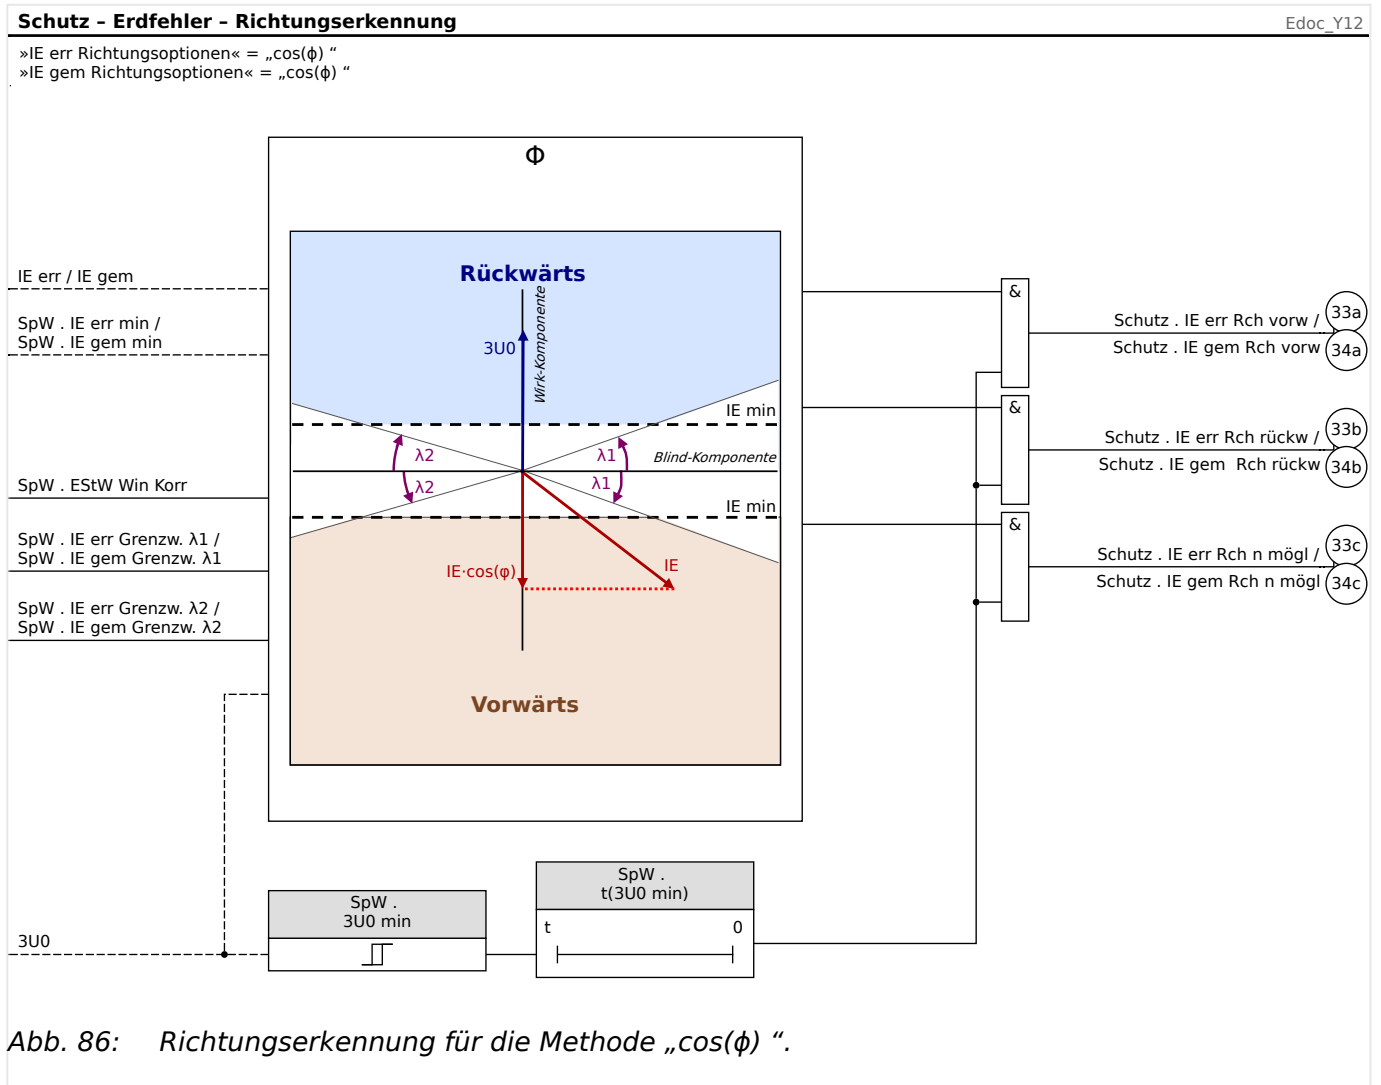 Schutz – Erdfehler – Richtungserkennung
Edoc_Y12
»IE err Richtungsoptionen« = „cos(ϕ) “
»IE gem Richtungsoptionen« = „cos(ϕ) “
Φ
IE err / IE gem
SpW . IE err min /
SpW . IE gem min
SpW . EStW Win Korr
SpW . IE err Grenzw. λ1 /
SpW . IE gem Grenzw. λ1
SpW . IE err Grenzw. λ2 /
SpW . IE gem Grenzw. λ2
3U0
Rückwärts
Wirk-Komponente
3U0
IE min
λ2
λ1
Blind-Komponente
λ2
λ1
IE min
IE·cos(φ)
IE
Vorwärts
SpW .
3U0 min
SpW .
t(3U0 min)
t
0
&
Schutz . IE err Rch vorw /
33a
Schutz . IE gem Rch vorw
34a
&
Schutz . IE err Rch rückw /
33b
Schutz . IE gem  Rch rückw
34b
&
Schutz . IE err Rch n mögl /
33c
Schutz . IE gem Rch n mögl
34c
Abb. 86: Richtungserkennung für die Methode „cos(ϕ) “.